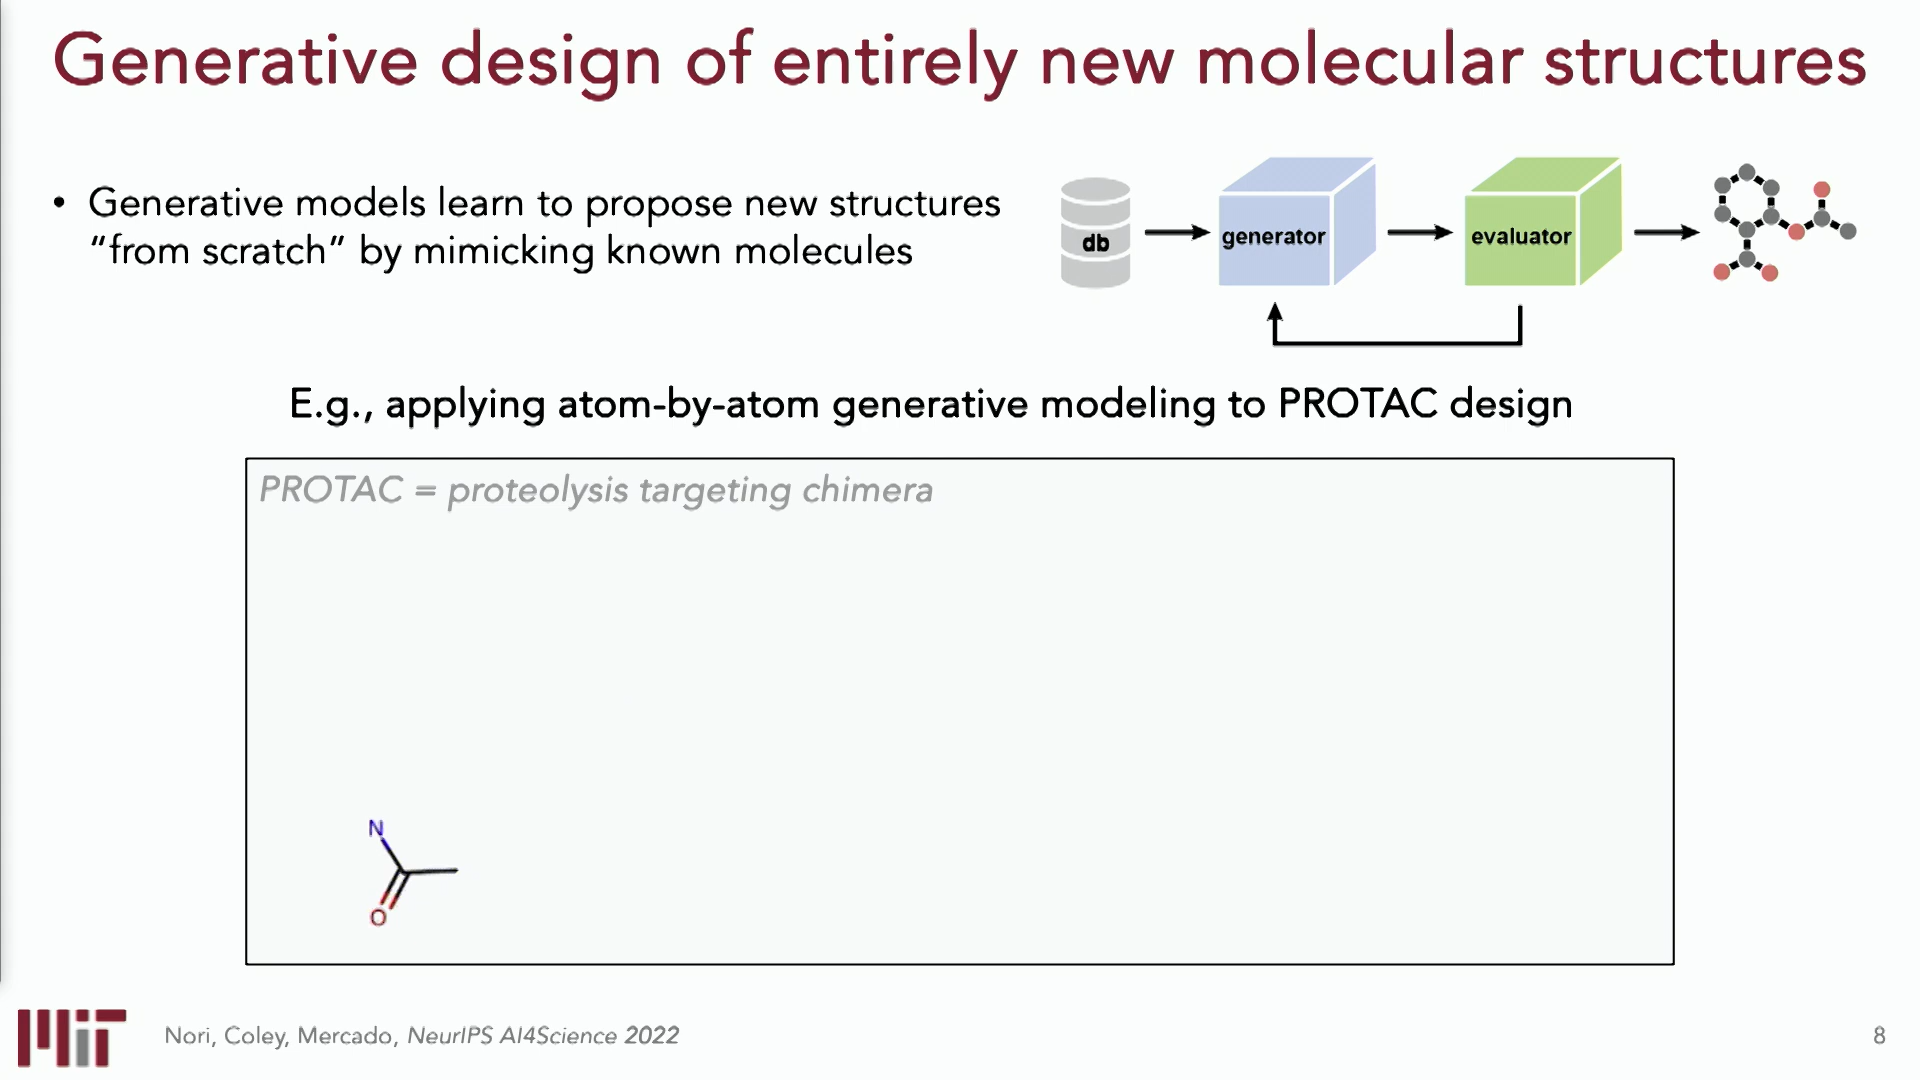 Generative design of entirely new molecular structures
• Generative models learn to propose new structures
“from scratch” by mimicking known molecules
db
generator
evaluator
E.g., applying atom-by-atom generative modeling to PROTAC design
PROTAC = proteolysis targeting chimera
N
O
MIT
Nori, Coley, Mercado, NeurIPS AI4Science 2022
8